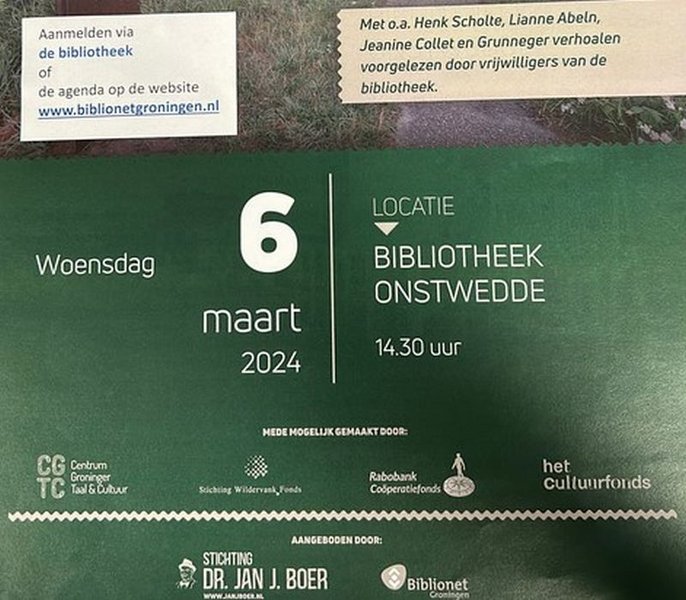 Aanmelden via
de bibliotheek
of
de agenda op de website
www.biblionetgroningen.nl
Met o.a. Henk Scholte, Lianne Abeln,
Jeanine Collet en Grunneger verhoalen
voorgelezen door vrijwilligers van de
bibliotheek.
Woensdag
6
maart
2024
LOCATIE
BIBLIOTHEEK
ONSTWEDDE
14.30 uur
MEDE MOGELIJK GEMAAKT DOOR:
CG
TC
Centrum
Groninger
Taal & Cultuur
Stichting Wildervank Fonds
Rabobank
Coöperatiefonds
het
cultuurfonds
AANGEBODEN DOOR:
STICHTING
DR. JAN J. BOER
WWW.JANJBOER.NL
Biblionet
Groningen